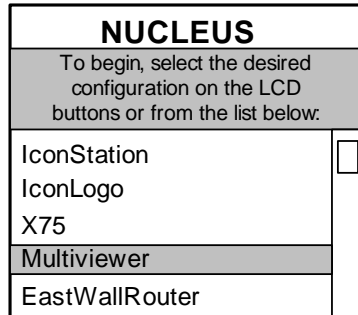 NUCLEUS
To begin, select the desired
configuration on the LCD
buttons or from the list below:
IconStation
IconLogo
X75
Multiviewer
EastWallRouter